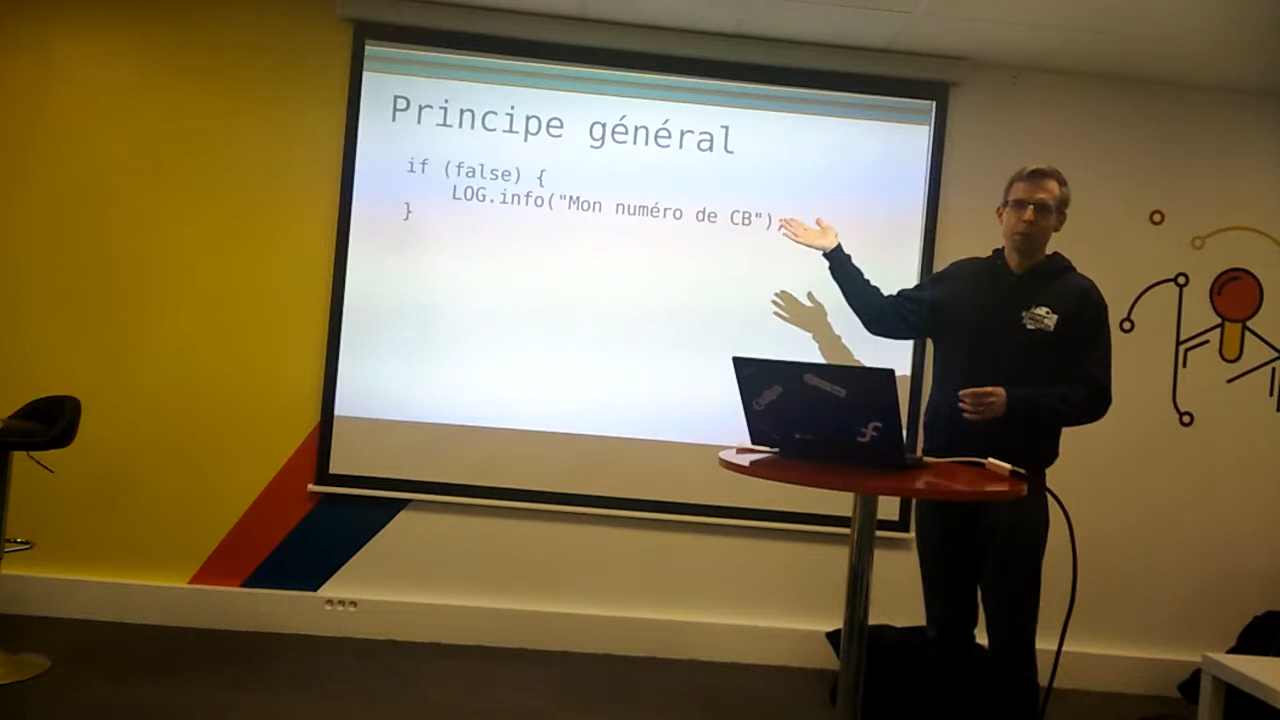 Principe général
if (false) {
LOG.info("Mon numéro de CB");
}